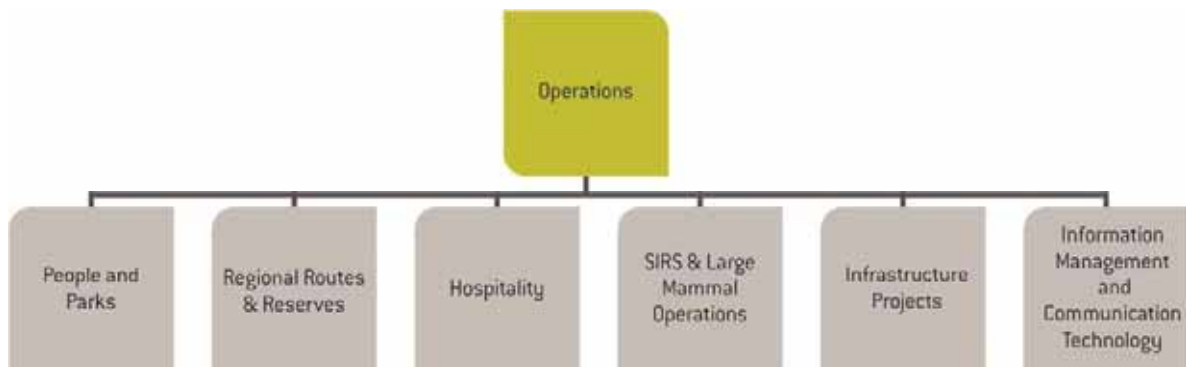 Operations
People and
Parks
Regional Routes
& Reserves
Hospitality
SIRS & Large
Mammal
Operations
Infrastructure
Projects
Information
Management
and
Communication
Technology